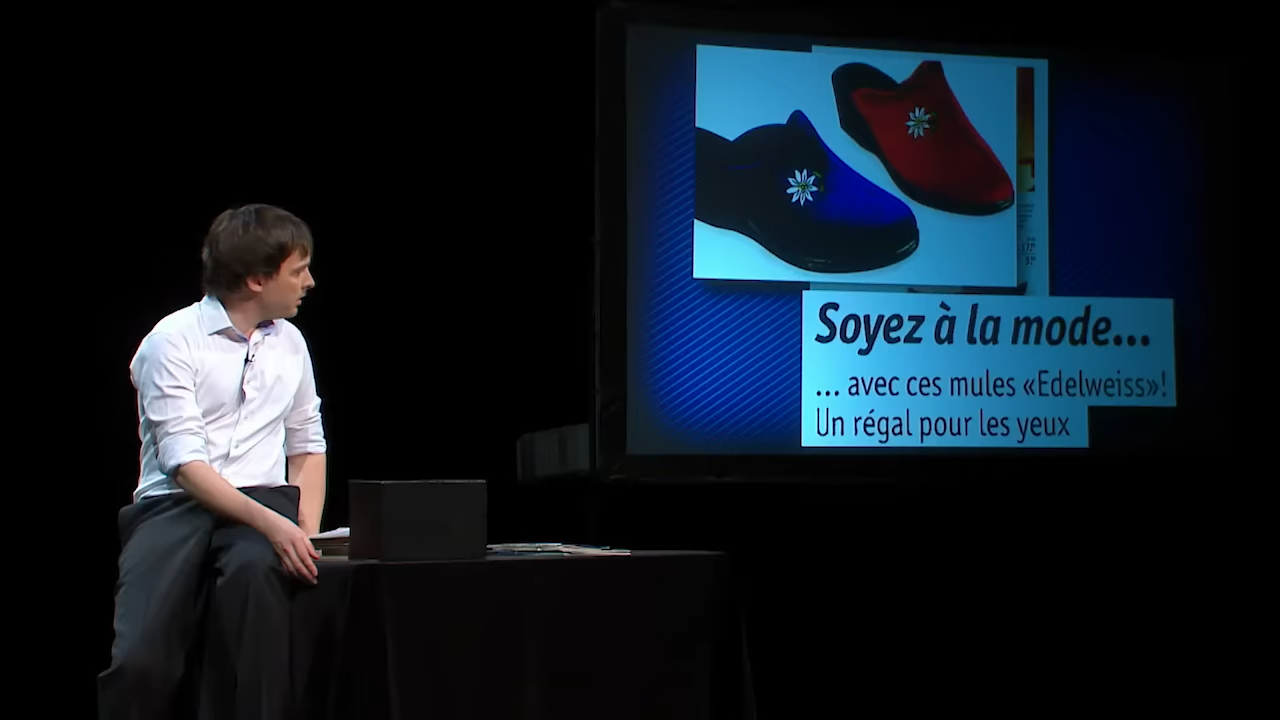 Soyez à la mode...
... avec ces mules «Edelweiss»!
Un régal pour les yeux